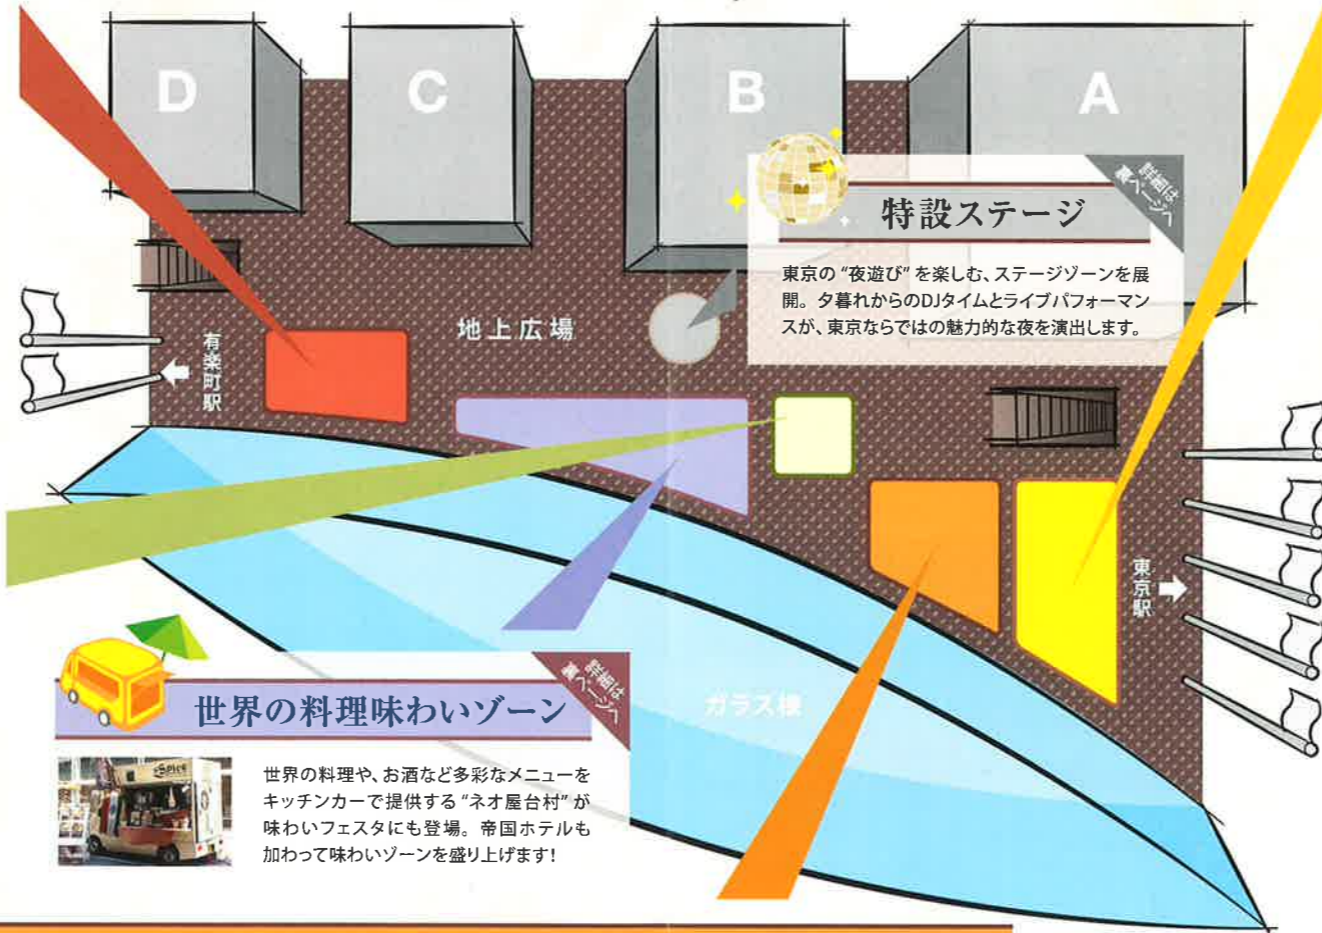 D
C
B
A
詳細は
裏ページへ
特設ステージ
東京の“夜遊び”を楽しむ、ステージゾーンを展
開。夕暮れからのDJタイムとライブパフォーマン
スが、東京ならではの魅力的な夜を演出します。
地上広場
有楽町駅
東京駅
ガラス棟
詳細は
裏ページへ
世界の料理味わいゾーン
世界の料理や、お酒など多彩なメニューを
キッチンカーで提供する“ネオ屋台村”が
味わいフェスタにも登場。帝国ホテルも
加わって味わいゾーンを盛り上げます!
Spice